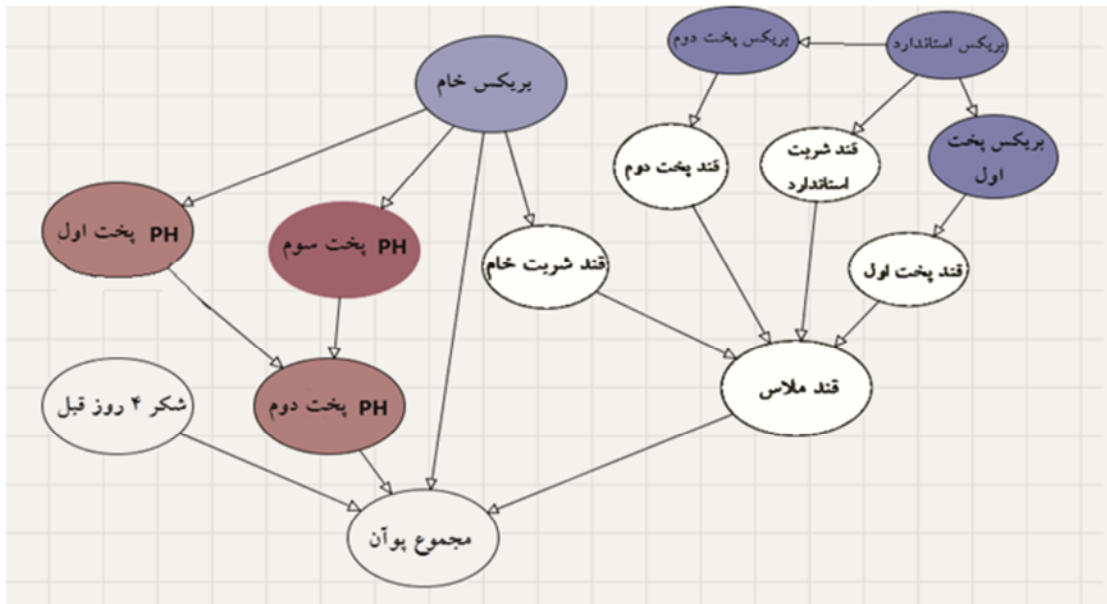 بریکس استاندارد
بریکس پخت دوم
بریکس خام
بریکس پخت
اول
قند شربت
استاندارد
قند پخت دوم
PH پخت اول
PH پخت سوم
قند شربت خام
قند پخت اول
قند ملاس
PH پخت دوم
شکر ۴ روز قبل
مجموع پوآن